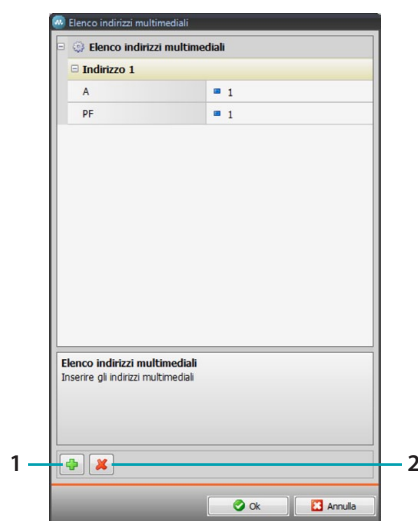 Elenco indirizzi multimediali
Elenco indirizzi multimediali
Indirizzo 1
A 1
PF 1
Elenco indirizzi multimediali
Inserire gli indirizzi multimediali
1 2
Ok Annulla